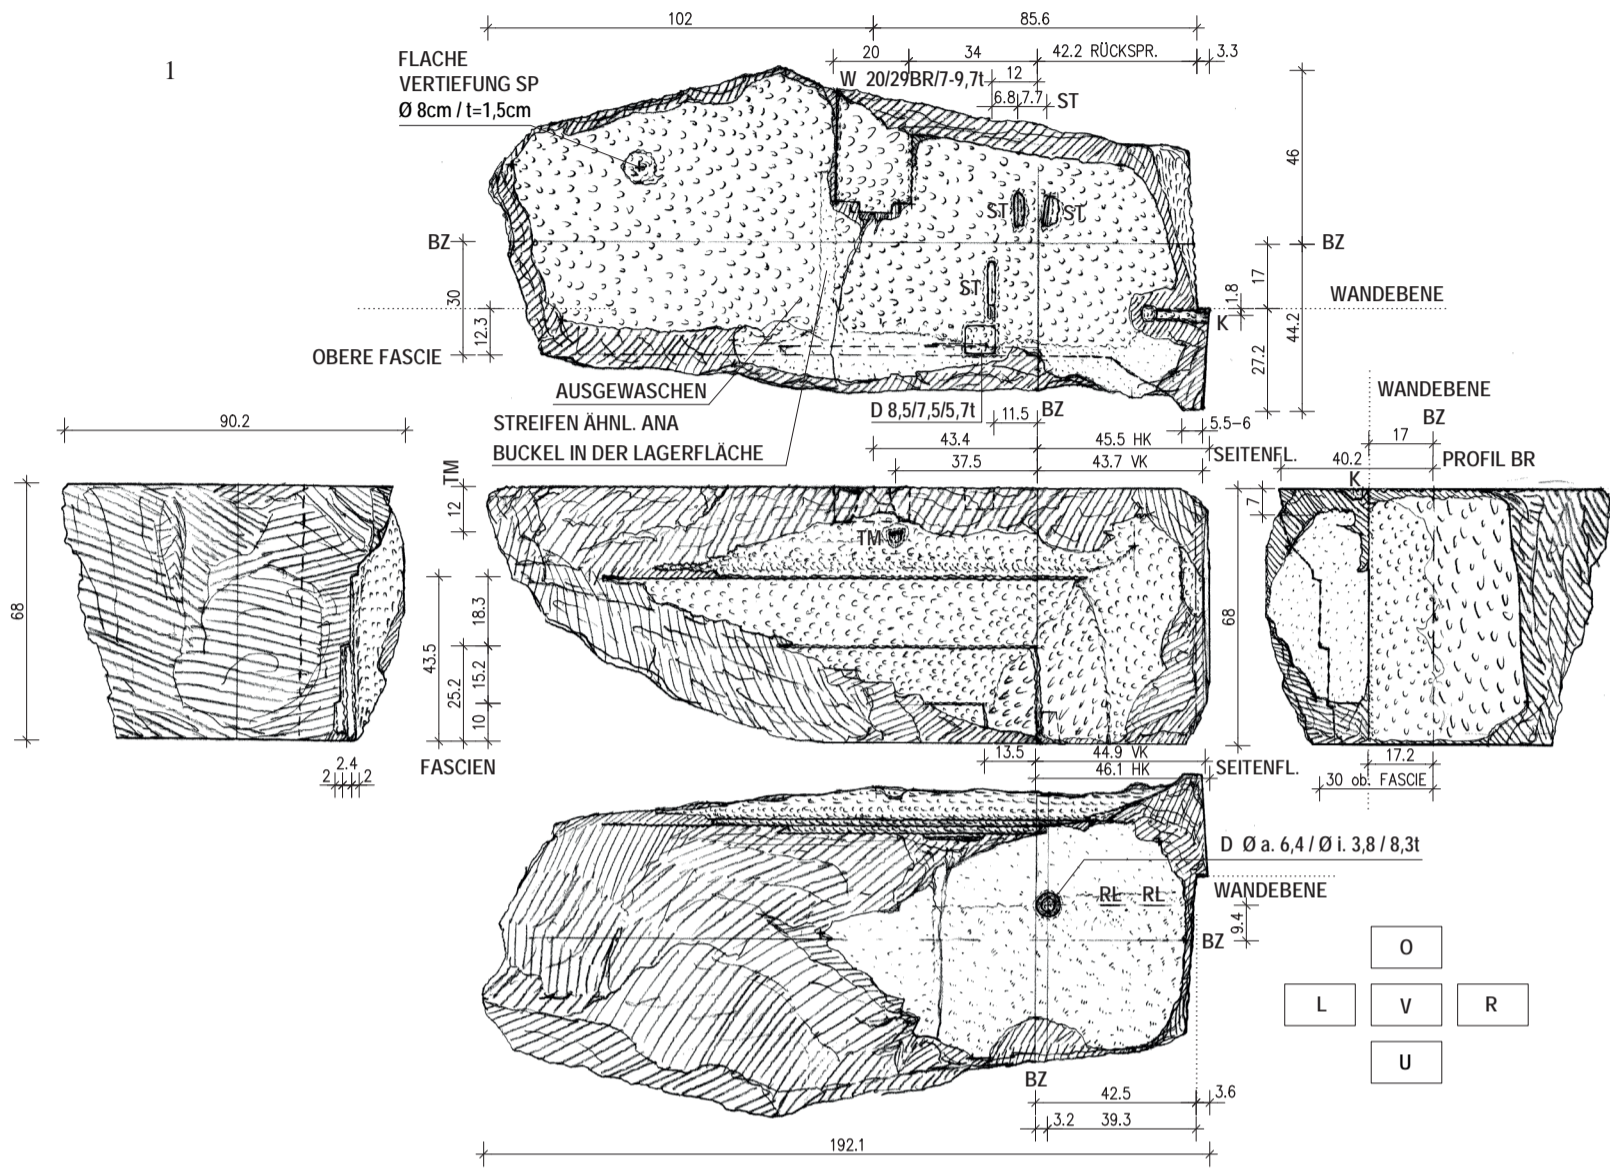 1
102
85.6
20
34
42.2 RÜCKSPR.
3.3
FLACHE
VERTIEFUNG SP
Ø 8cm / t=1,5cm
W 20/29BR/7-9,7t
12
6.8
7.7
ST
46
ST
ST
BZ
BZ
30
12.3
ST
17
1.8
WANDEBENE
K
44.2
27.2
OBERE FASCIE
AUSGEWASCHEN
STREIFEN ÄHNL. ANA
BUCKEL IN DER LAGERFLÄCHE
D 8,5/7,5/5,7t
11.5
BZ
5.5-6
WANDEBENE
BZ
90.2
43.4
45.5 HK
SEITENFL.
17
37.5
43.7 VK
40.2
PROFIL BR
TM
K
12
7
TM
68
43.5
18.3
25.2
15.2
10
68
13.5
44.9 VK
FASCIEN
46.1 HK
SEITENFL.
17.2
2
2.4
2
30 ob. FASCIE
D Ø a. 6,4 / Ø i. 3,8 / 8,3t
RL
RL
WANDEBENE
9.4
BZ
O
L
V
R
U
BZ
42.5
3.6
3.2
39.3
192.1